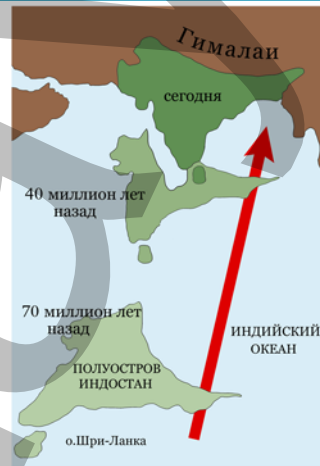 Гималаи
сегодня
40 миллион лет
назад
70 миллион лет
назад
ИНДИЙСКИЙ
ОКЕАН
ПОЛУОСТРОВ
ИНДОСТАН
о.Шри-Ланка